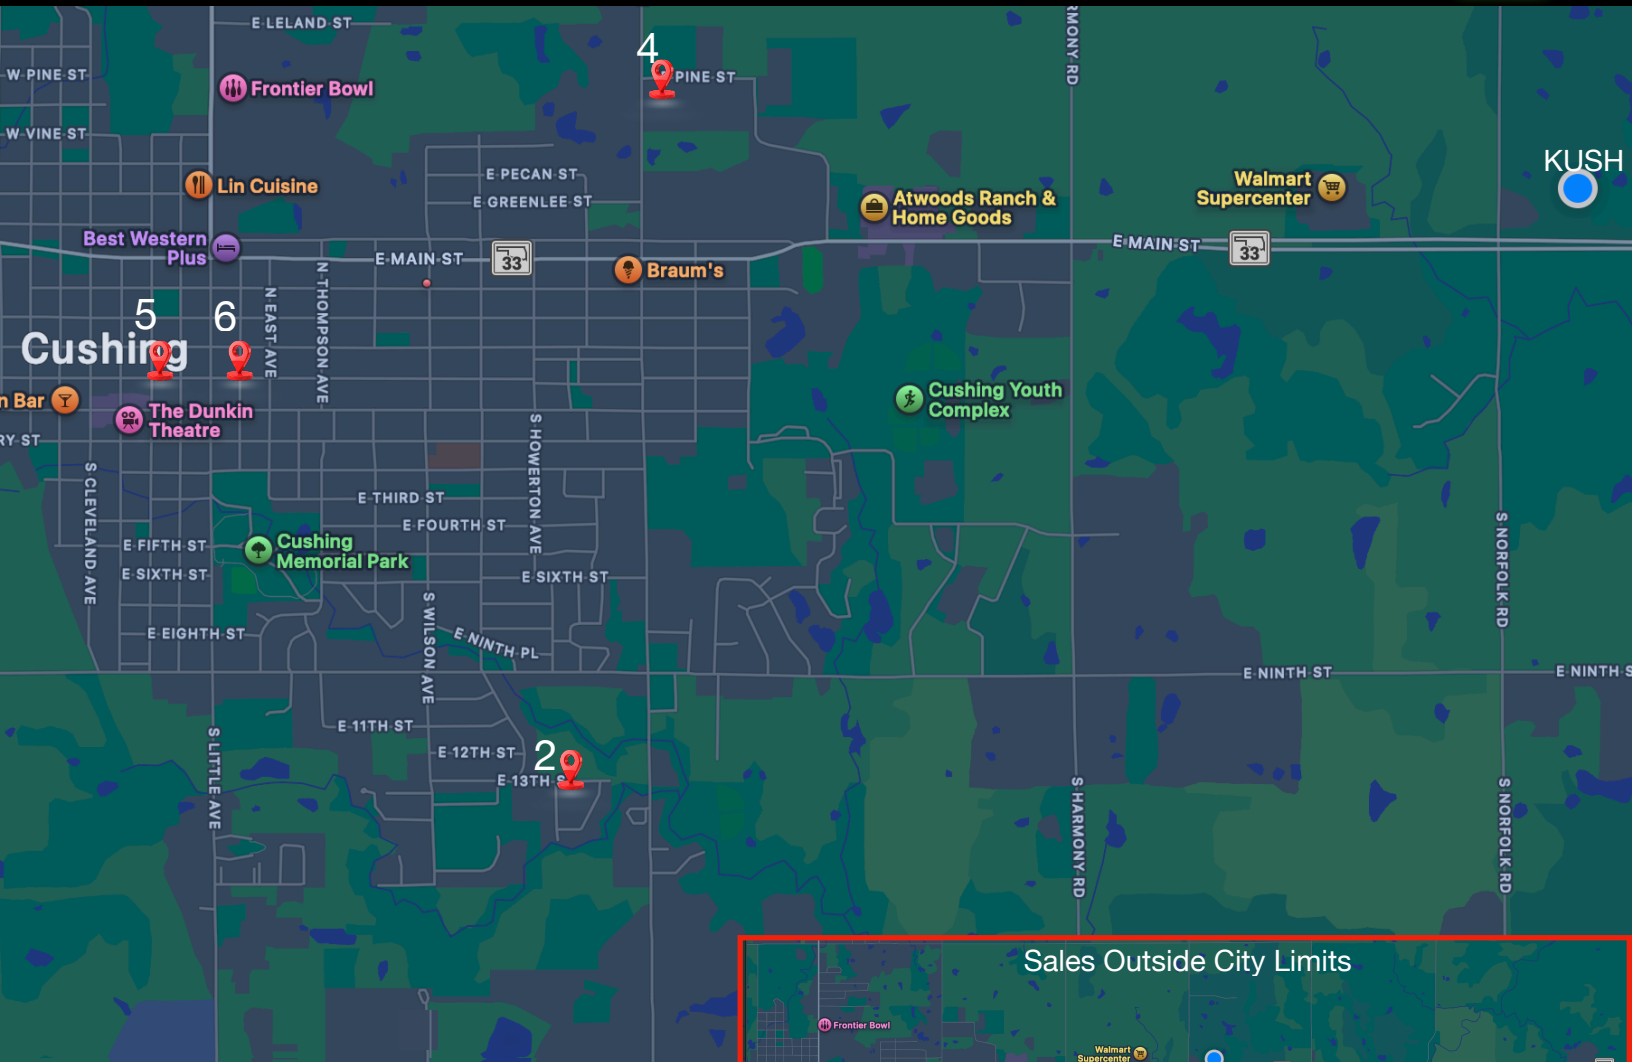 E LELAND ST
RMONY RD
4
W PINE ST
PINE ST
Frontier Bowl
W VINE ST
KUSH
E PECAN ST
Lin Cuisine
Walmart
Supercenter
E GREENLEE ST
Atwoods Ranch &
Home Goods
Best Western
Plus
E MAIN ST
33
E MAIN ST
33
Braum's
N THOMPSON AVE
N EAST AVE
5
6
Cushing
n Bar
The Dunkin
Theatre
Cushing Youth
Complex
RY ST
S CLEVELAND AVE
S HOWERTON AVE
E THIRD ST
E FOURTH ST
E FIFTH ST
Cushing
Memorial Park
S NORFOLK RD
E SIXTH ST
E SIXTH ST
S WILSON AVE
E EIGHTH ST
E NINTH PL
E NINTH ST
E NINTH S
E 11TH ST
S LITTLE AVE
E 12TH ST
2
E 13TH S
S HARMONY RD
S NORFOLK RD
Sales Outside City Limits
Frontier Bowl
Walmart
Supercenter